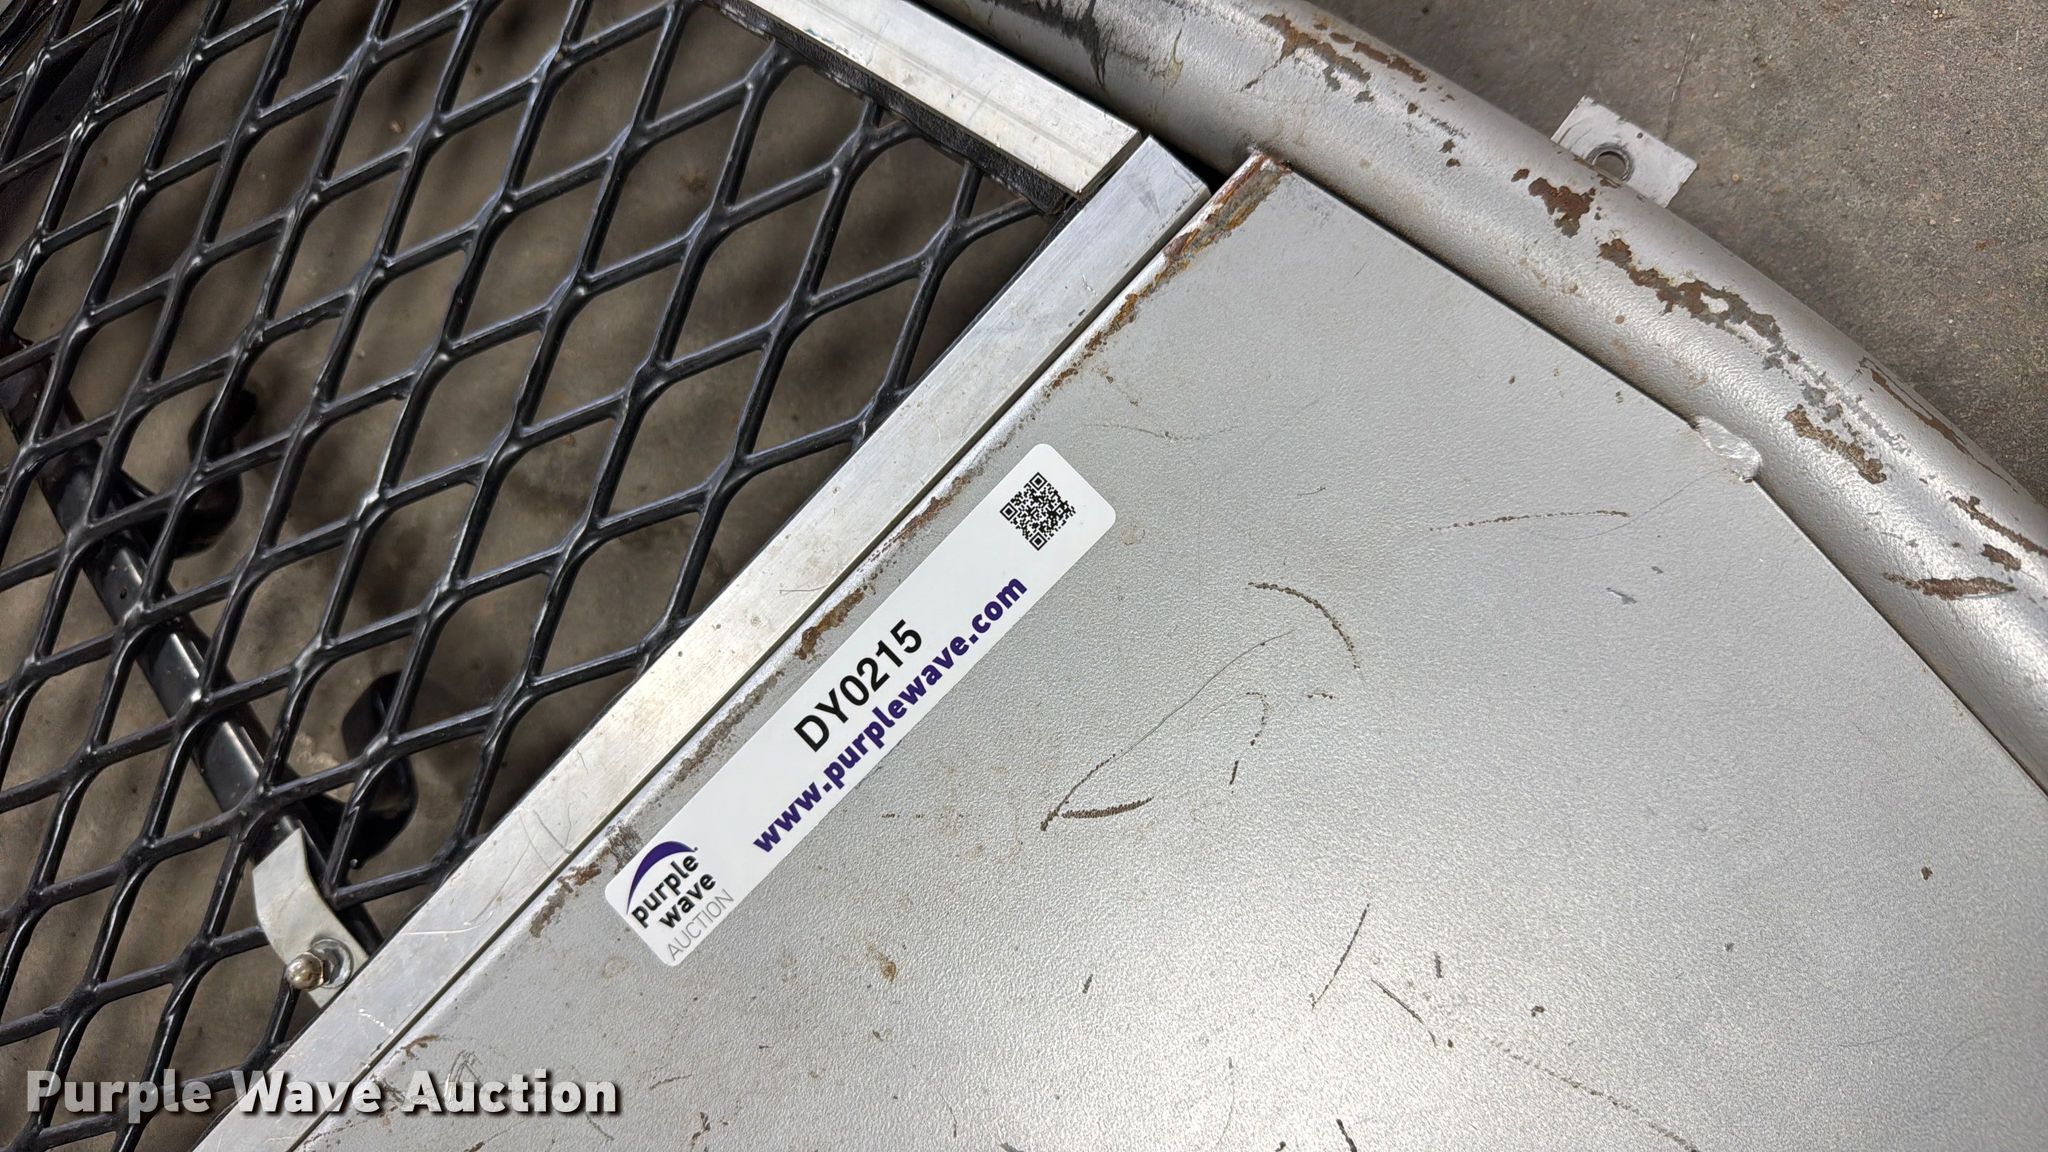 DY0215
www.purplewave.com
purple
wave
AUCTION
Purple Wave Auction